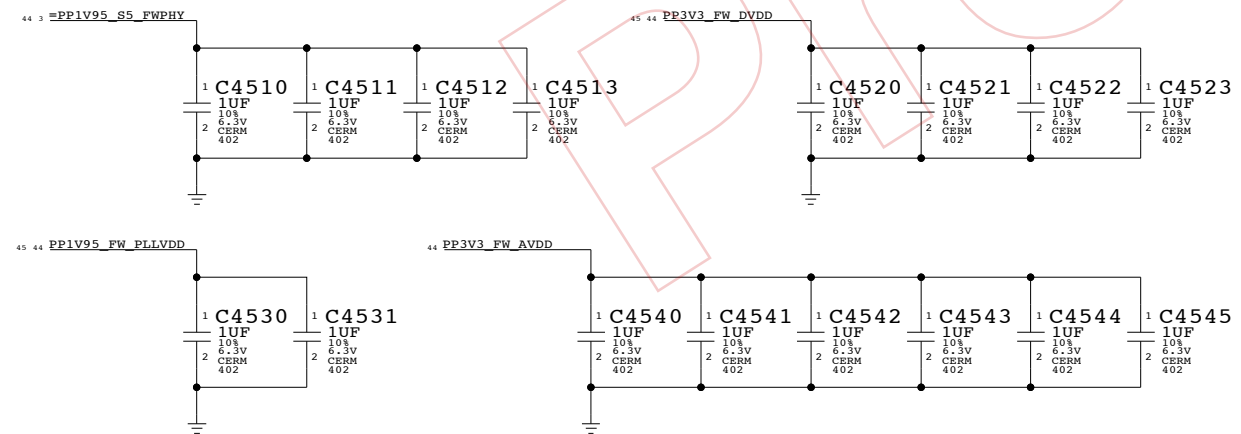 44 3 =PP1V95_S5_FWPHY
1 C4510
1UF
10%
6.3V
2 CERM
402
1 C4511
1UF
10%
6.3V
2 CERM
402
1 C4512
1UF
10%
6.3V
2 CERM
402
1 C4513
1UF
10%
6.3V
2 CERM
402
45 44 PP3V3_FW_DVDD
1 C4520
1UF
10%
6.3V
2 CERM
402
1 C4521
1UF
10%
6.3V
2 CERM
402
1 C4522
1UF
10%
6.3V
2 CERM
402
1 C4523
1UF
10%
6.3V
2 CERM
402
45 44 PP1V95_FW_PLLVDD
1 C4530
1UF
10%
6.3V
2 CERM
402
1 C4531
1UF
10%
6.3V
2 CERM
402
44 PP3V3_FW_AVDD
1 C4540
1UF
10%
6.3V
2 CERM
402
1 C4541
1UF
10%
6.3V
2 CERM
402
1 C4542
1UF
10%
6.3V
2 CERM
402
1 C4543
1UF
10%
6.3V
2 CERM
402
1 C4544
1UF
10%
6.3V
2 CERM
402
1 C4545
1UF
10%
6.3V
2 CERM
402